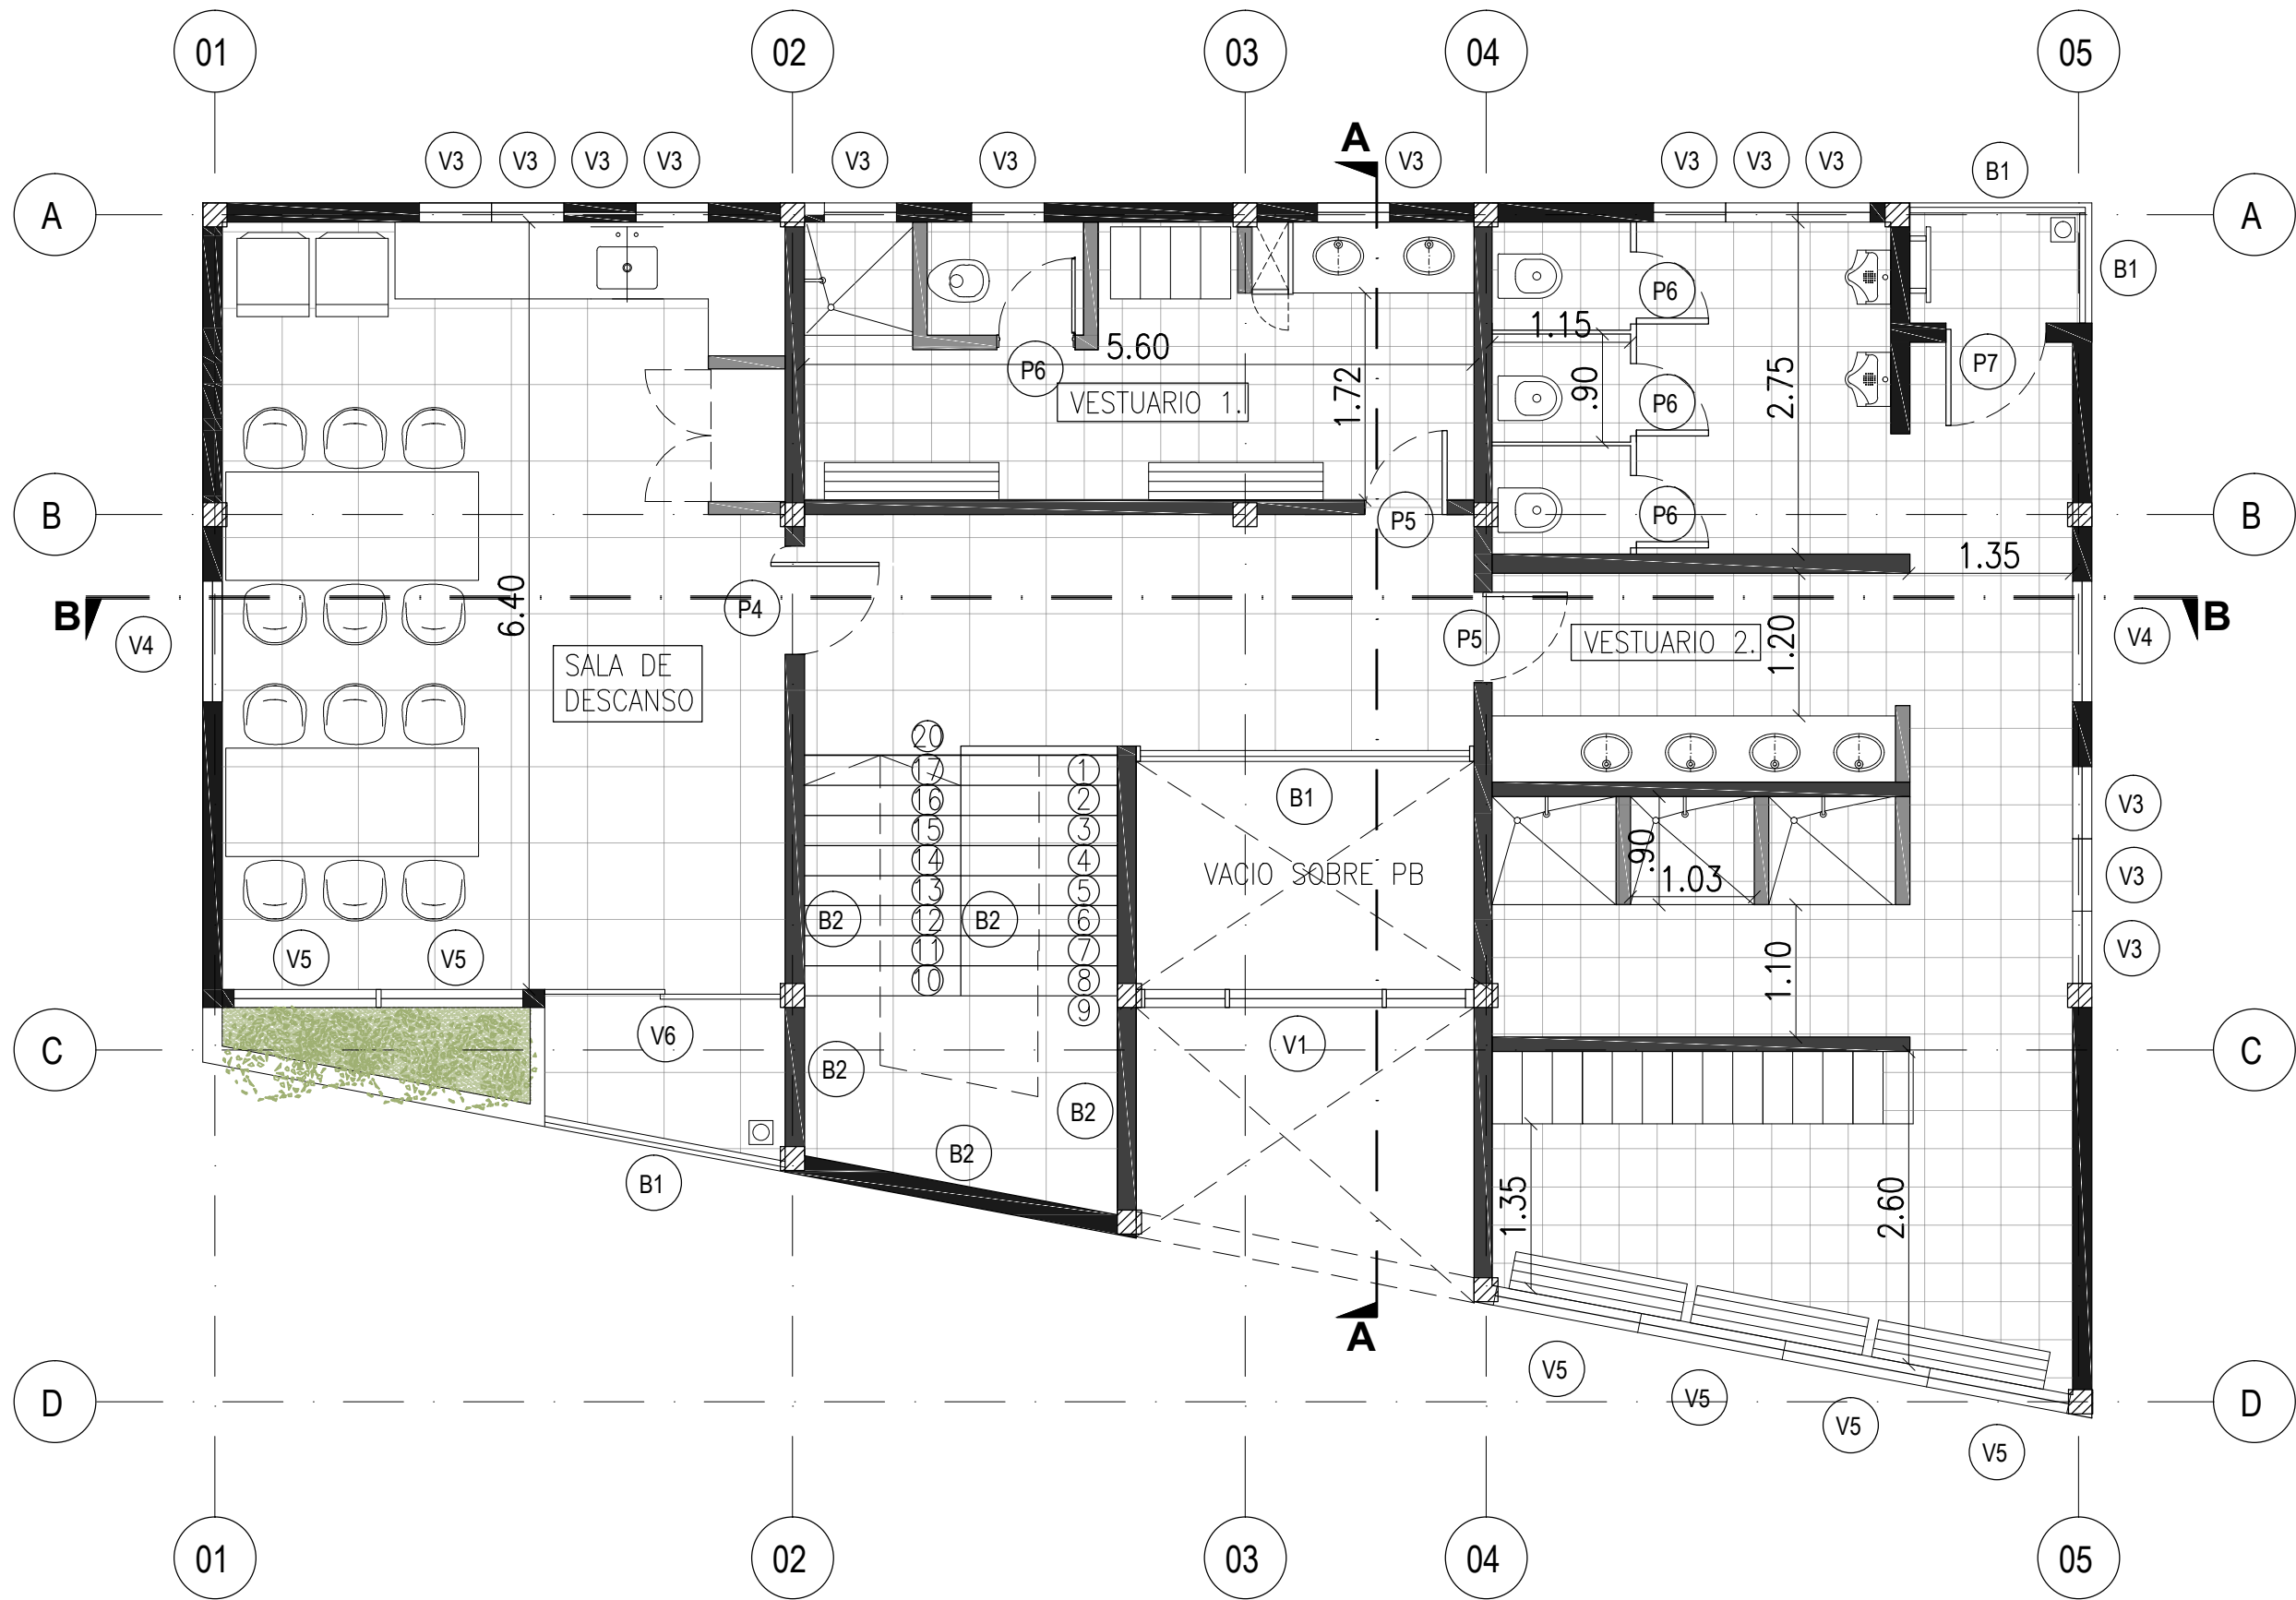 01 02 03 04 05
A
V3 V3 V3 V3 V3 V3 V3 V3 V3 V3 B1
A A
B1
1.15
5.60
P6
P6
P7
VESTUARIO 1.
1.72
.90
P6
2.75
B B
P5
P6
1.35
6.40
B B
V4
P4
P5
VESTUARIO 2.
1.20
V4
SALA DE
DESCANSO
20
17 1
16 2
15 3
14 4
13 5
12 6
11 7
10 8
9
B1
V3
VACIO SOBRE PB
.90
1.03
V3
B2 B2
V5 V5
V3
1.10
V6
V1
C C
B2
B2
B2
B1
1.35
2.60
A
V5
V5
V5
V5
D D
01 02 03 04 05